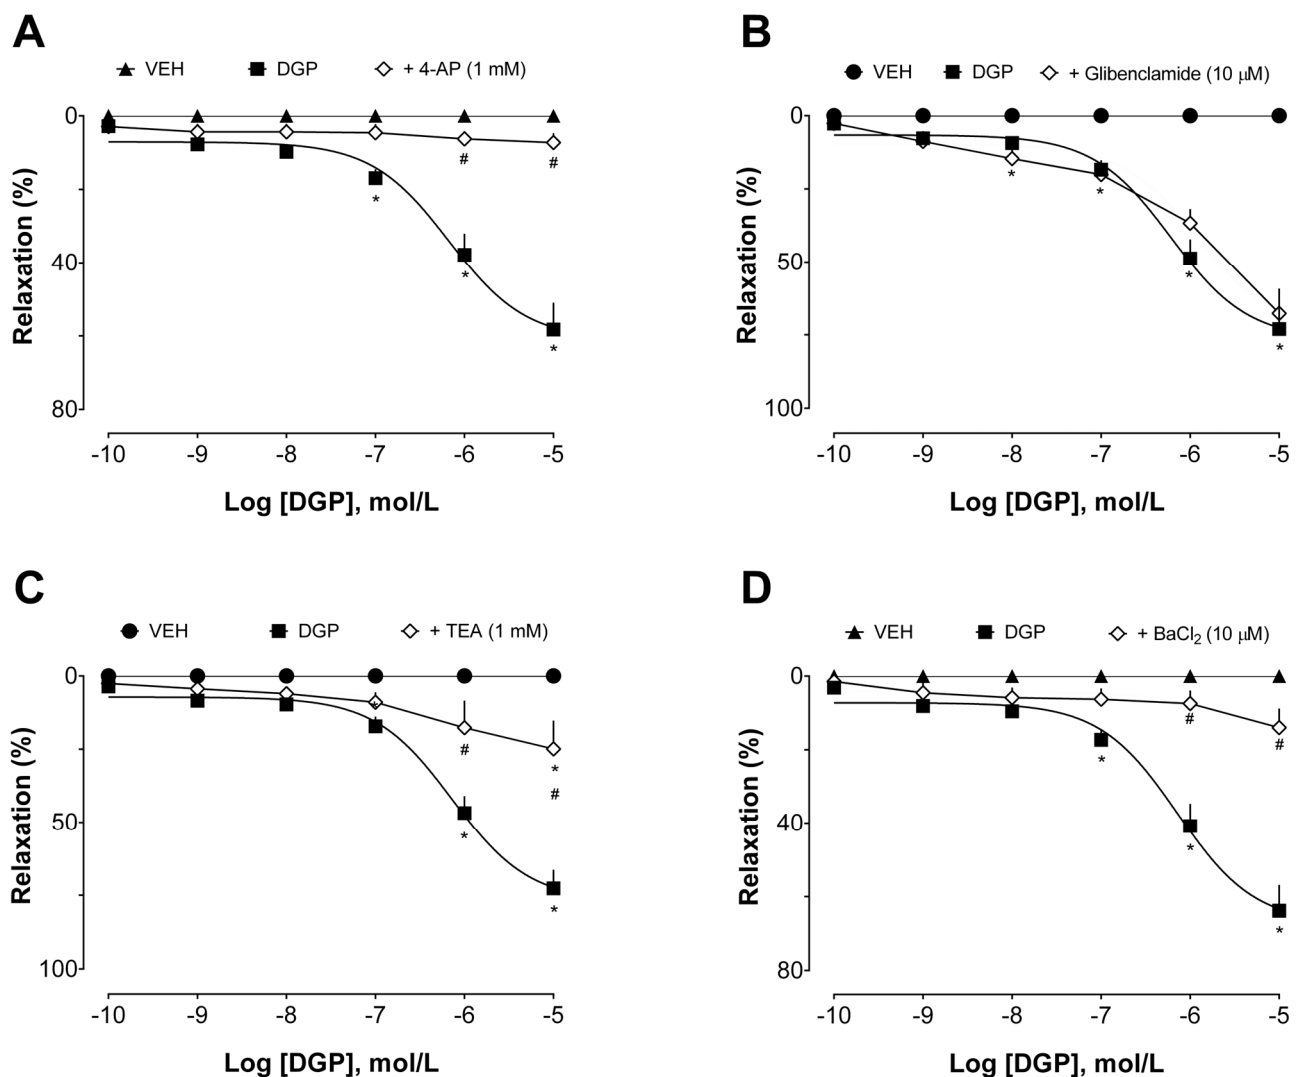 A
VEH DGP + 4-AP (1 mM)
0
40
80
Relaxation (%)
* * * # #
-10 -9 -8 -7 -6 -5
Log [DGP], mol/L
B
VEH DGP + Glibenclamide (10 µM)
0
50
100
Relaxation (%)
* * * *
-10 -9 -8 -7 -6 -5
Log [DGP], mol/L
C
VEH DGP + TEA (1 mM)
0
50
100
Relaxation (%)
* # * * # *
-10 -9 -8 -7 -6 -5
Log [DGP], mol/L
D
VEH DGP + BaCl₂ (10 µM)
0
40
80
Relaxation (%)
* # * # *
-10 -9 -8 -7 -6 -5
Log [DGP], mol/L